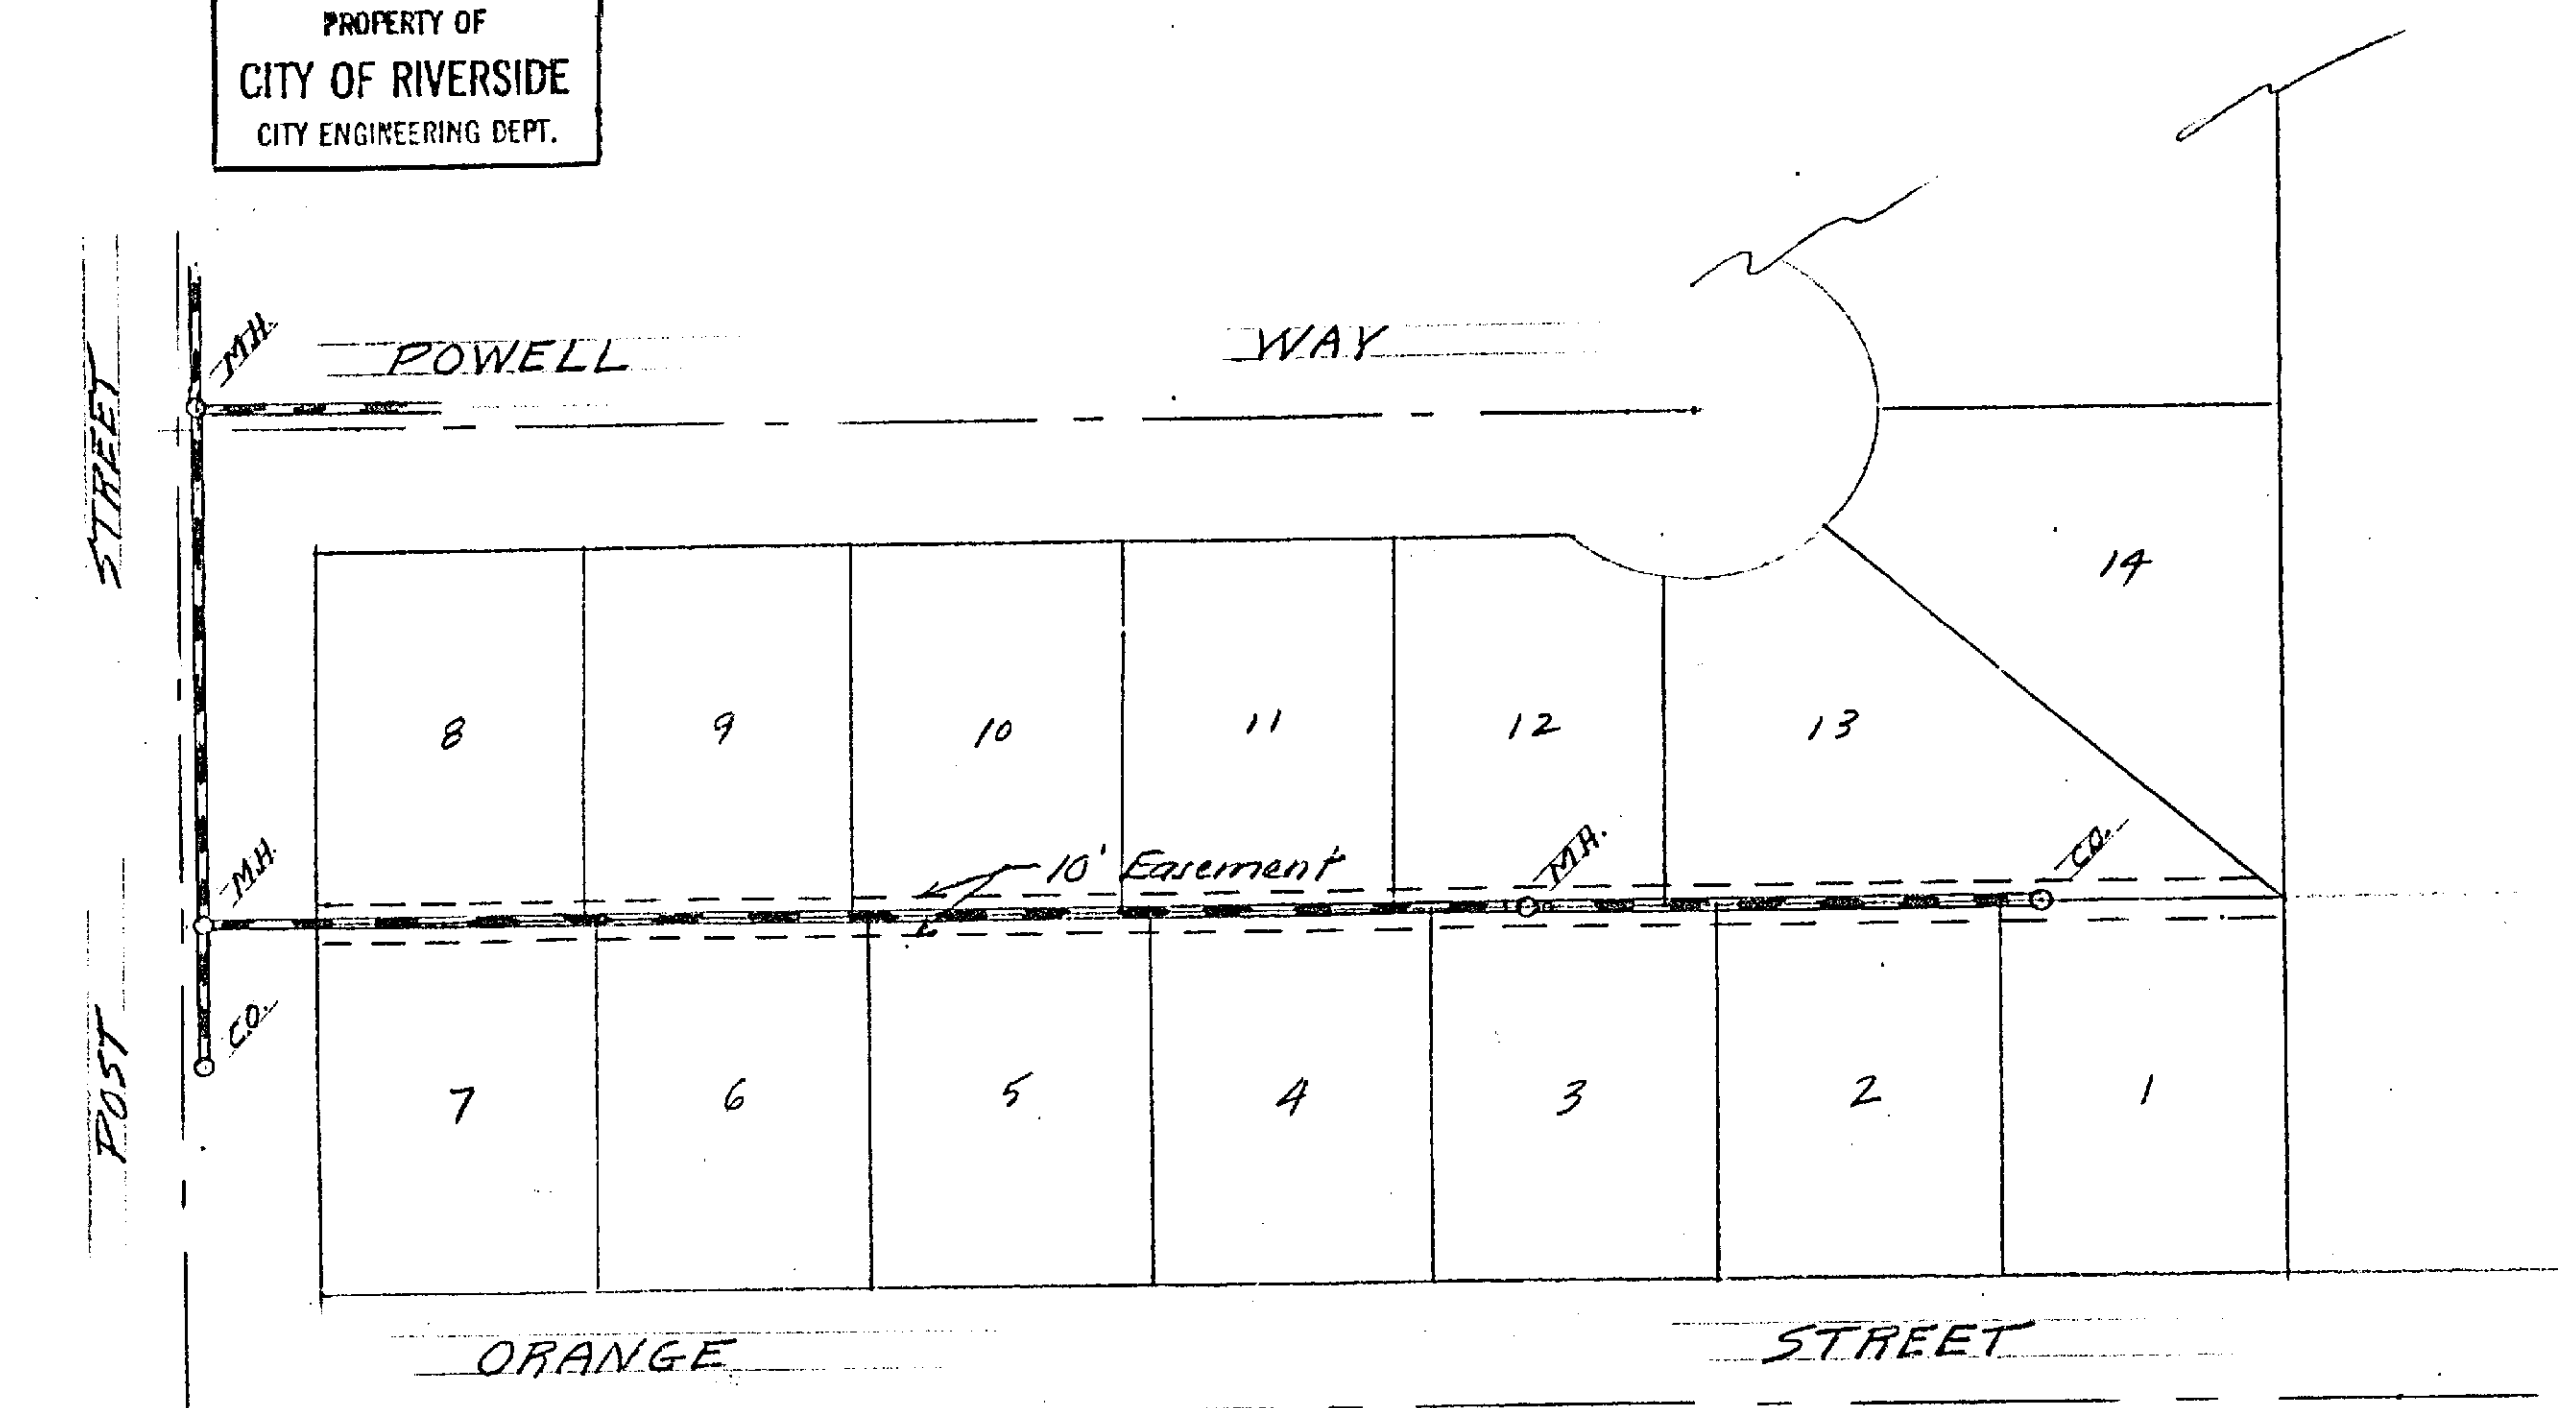 PROPERTY OF
CITY OF RIVERSIDE
CITY ENGINEERING DEPT.
M.H.
POWELL WAY
POST STREET
14
8 9 10 11 12 13
10' Easement
M.H.
M.H.
C.O.
C.O.
7 6 5 4 3 2 1
ORANGE STREET